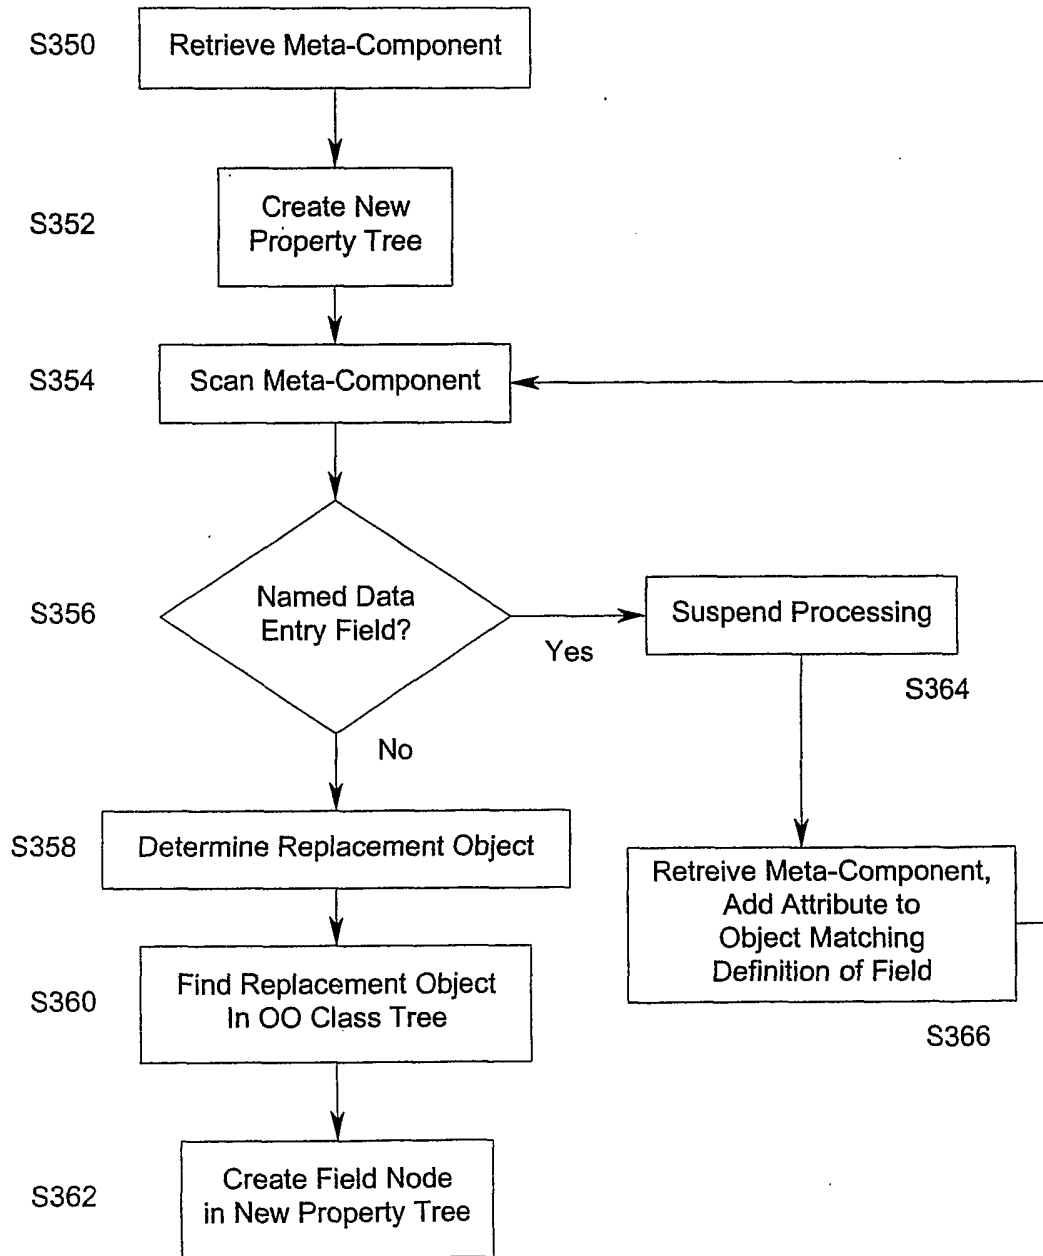 S350
Retrieve Meta-Component
S352
Create New
Property Tree
S354
Scan Meta-Component
S356
Named Data
Entry Field?
Yes
Suspend Processing
S364
No
S358
Determine Replacement Object
Retreive Meta-Component,
Add Attribute to
Object Matching
Definition of Field
S366
S360
Find Replacement Object
In OO Class Tree
S362
Create Field Node
in New Property Tree